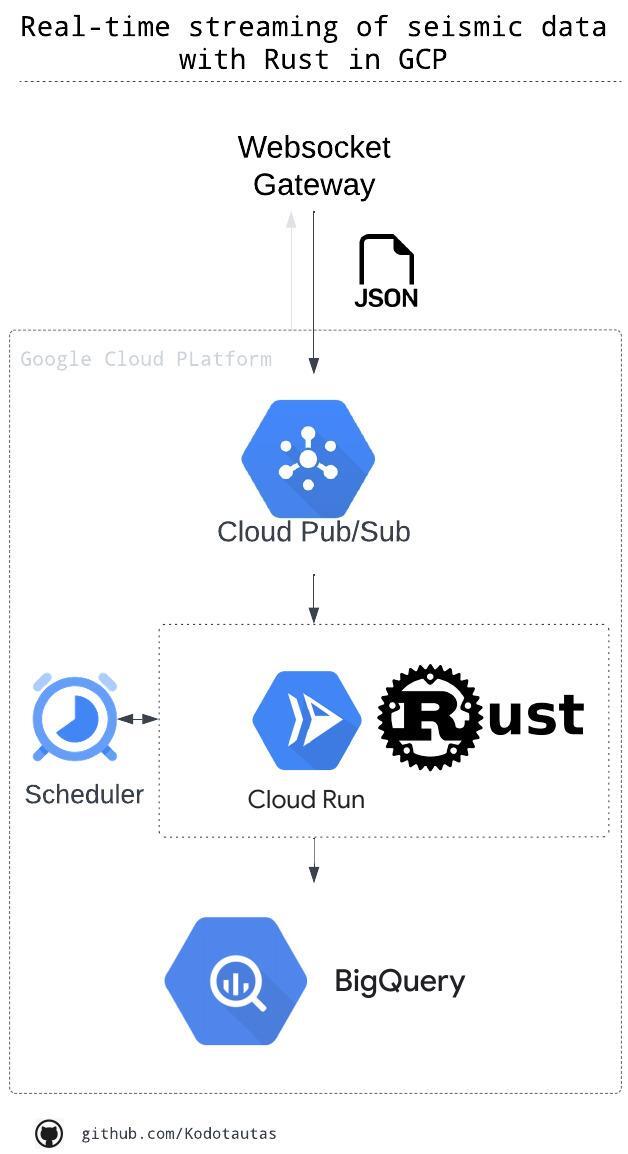 Real-time streaming of seismic data
with Rust in GCP
Websocket
Gateway
JSON
Google Cloud PLatform
Cloud Pub/Sub
Rust
Scheduler
Cloud Run
BigQuery
github.com/Kodotautas